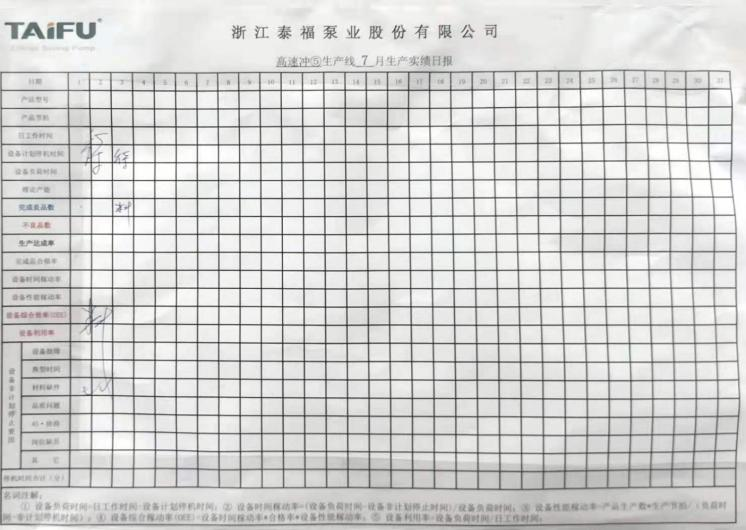 TAiFU®
浙江泰福泵业股份有限公司
高速冲⑤生产线 7 月生产实绩日报
日期 1 2 3 4 5 6 7 8 9 10 11 12 13 14 15 16 17 18 19 20 21 22 23 24 25 26 27 28 29 30 31
产品型号
产品节拍
日工作时间
设备计划停机时间
设备负荷时间
理论产能
完成良品数
不良品数
生产达成率
完成品合格率
设备时间稼动率
设备性能稼动率
设备综合效率(OEE)
设备利用率
设备非计划停止要因
设备故障
换型时间
材料缺件
品质问题
岗位缺员
其 它
停机时间合计(分)
名词注解:
① 设备负荷时间=日工作时间-设备计划停机时间; ② 设备时间稼动率=(设备负荷时间-设备非计划停止时间)/设备负荷时间; ③ 设备性能稼动率=产品生产数*生产节拍/(负荷时
间-非计划停机时间); ④ 设备综合稼动率(OEE)=设备时间稼动率*合格率*设备性能稼动率; ⑤ 设备利用率=设备负荷时间/日工作时间;